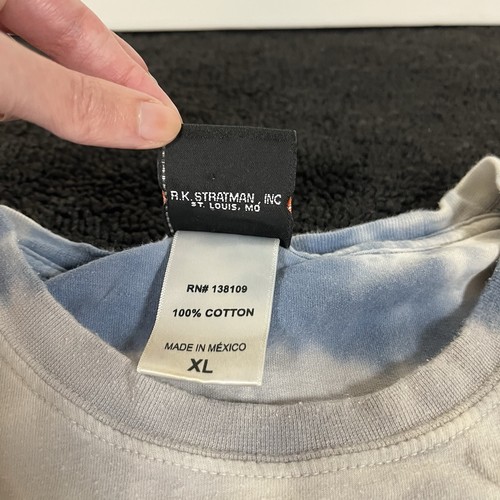 R.K. STRATMAN, INC
ST. LOUIS, MO
RN# 138109
100% COTTON
MADE IN MÉXICO
XL